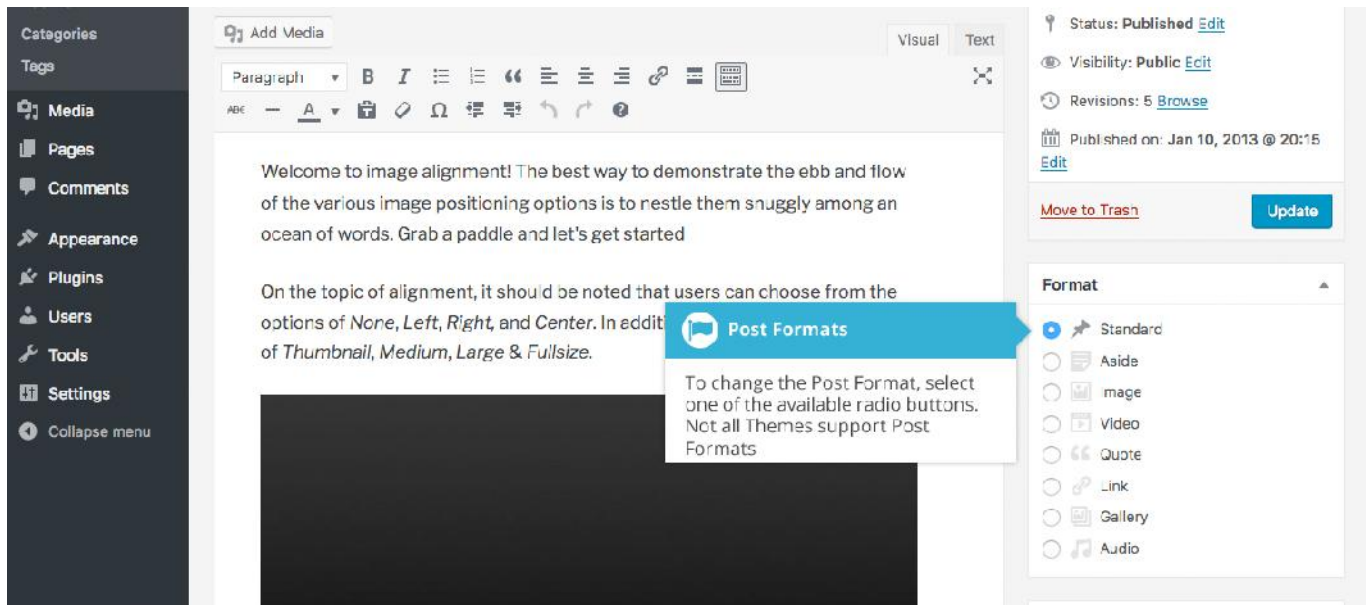 Categories
Tags
Media
Pages
Comments
Appearance
Plugins
Users
Tools
Settings
Collapse menu
Add Media
Visual Text
Paragraph B I
ABC A Ω
Welcome to image alignment! The best way to demonstrate the ebb and flow
of the various image positioning options is to nestle them snuggly among an
ocean of words. Grab a paddle and let's get started
On the topic of alignment, it should be noted that users can choose from the
options of None, Left, Right, and Center. In additi
of Thumbnail, Medium, Large & Fullsize.
Post Formats
To change the Post Format, select
one of the available radio buttons.
Not all Themes support Post
Formats
Status: Published Edit
Visibility: Public Edit
Revisions: 5 Browse
Published on: Jan 10, 2013 @ 20:15
Edit
Move to Trash Update
Format
Standard
Aside
Image
Video
Quote
Link
Gallery
Audio